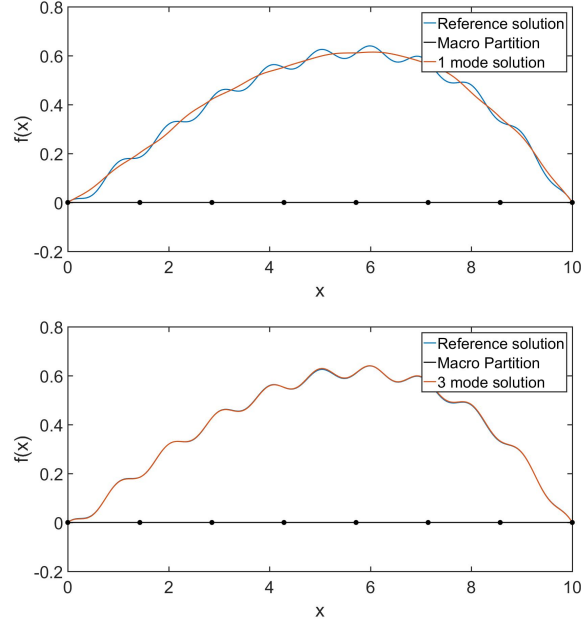 0.8
0.6
0.4
0.2
0
-0.2
f(x)
0 2 4 6 8 10
x
Reference solution
Macro Partition
1 mode solution
0.8
0.6
0.4
0.2
0
-0.2
f(x)
0 2 4 6 8 10
x
Reference solution
Macro Partition
3 mode solution